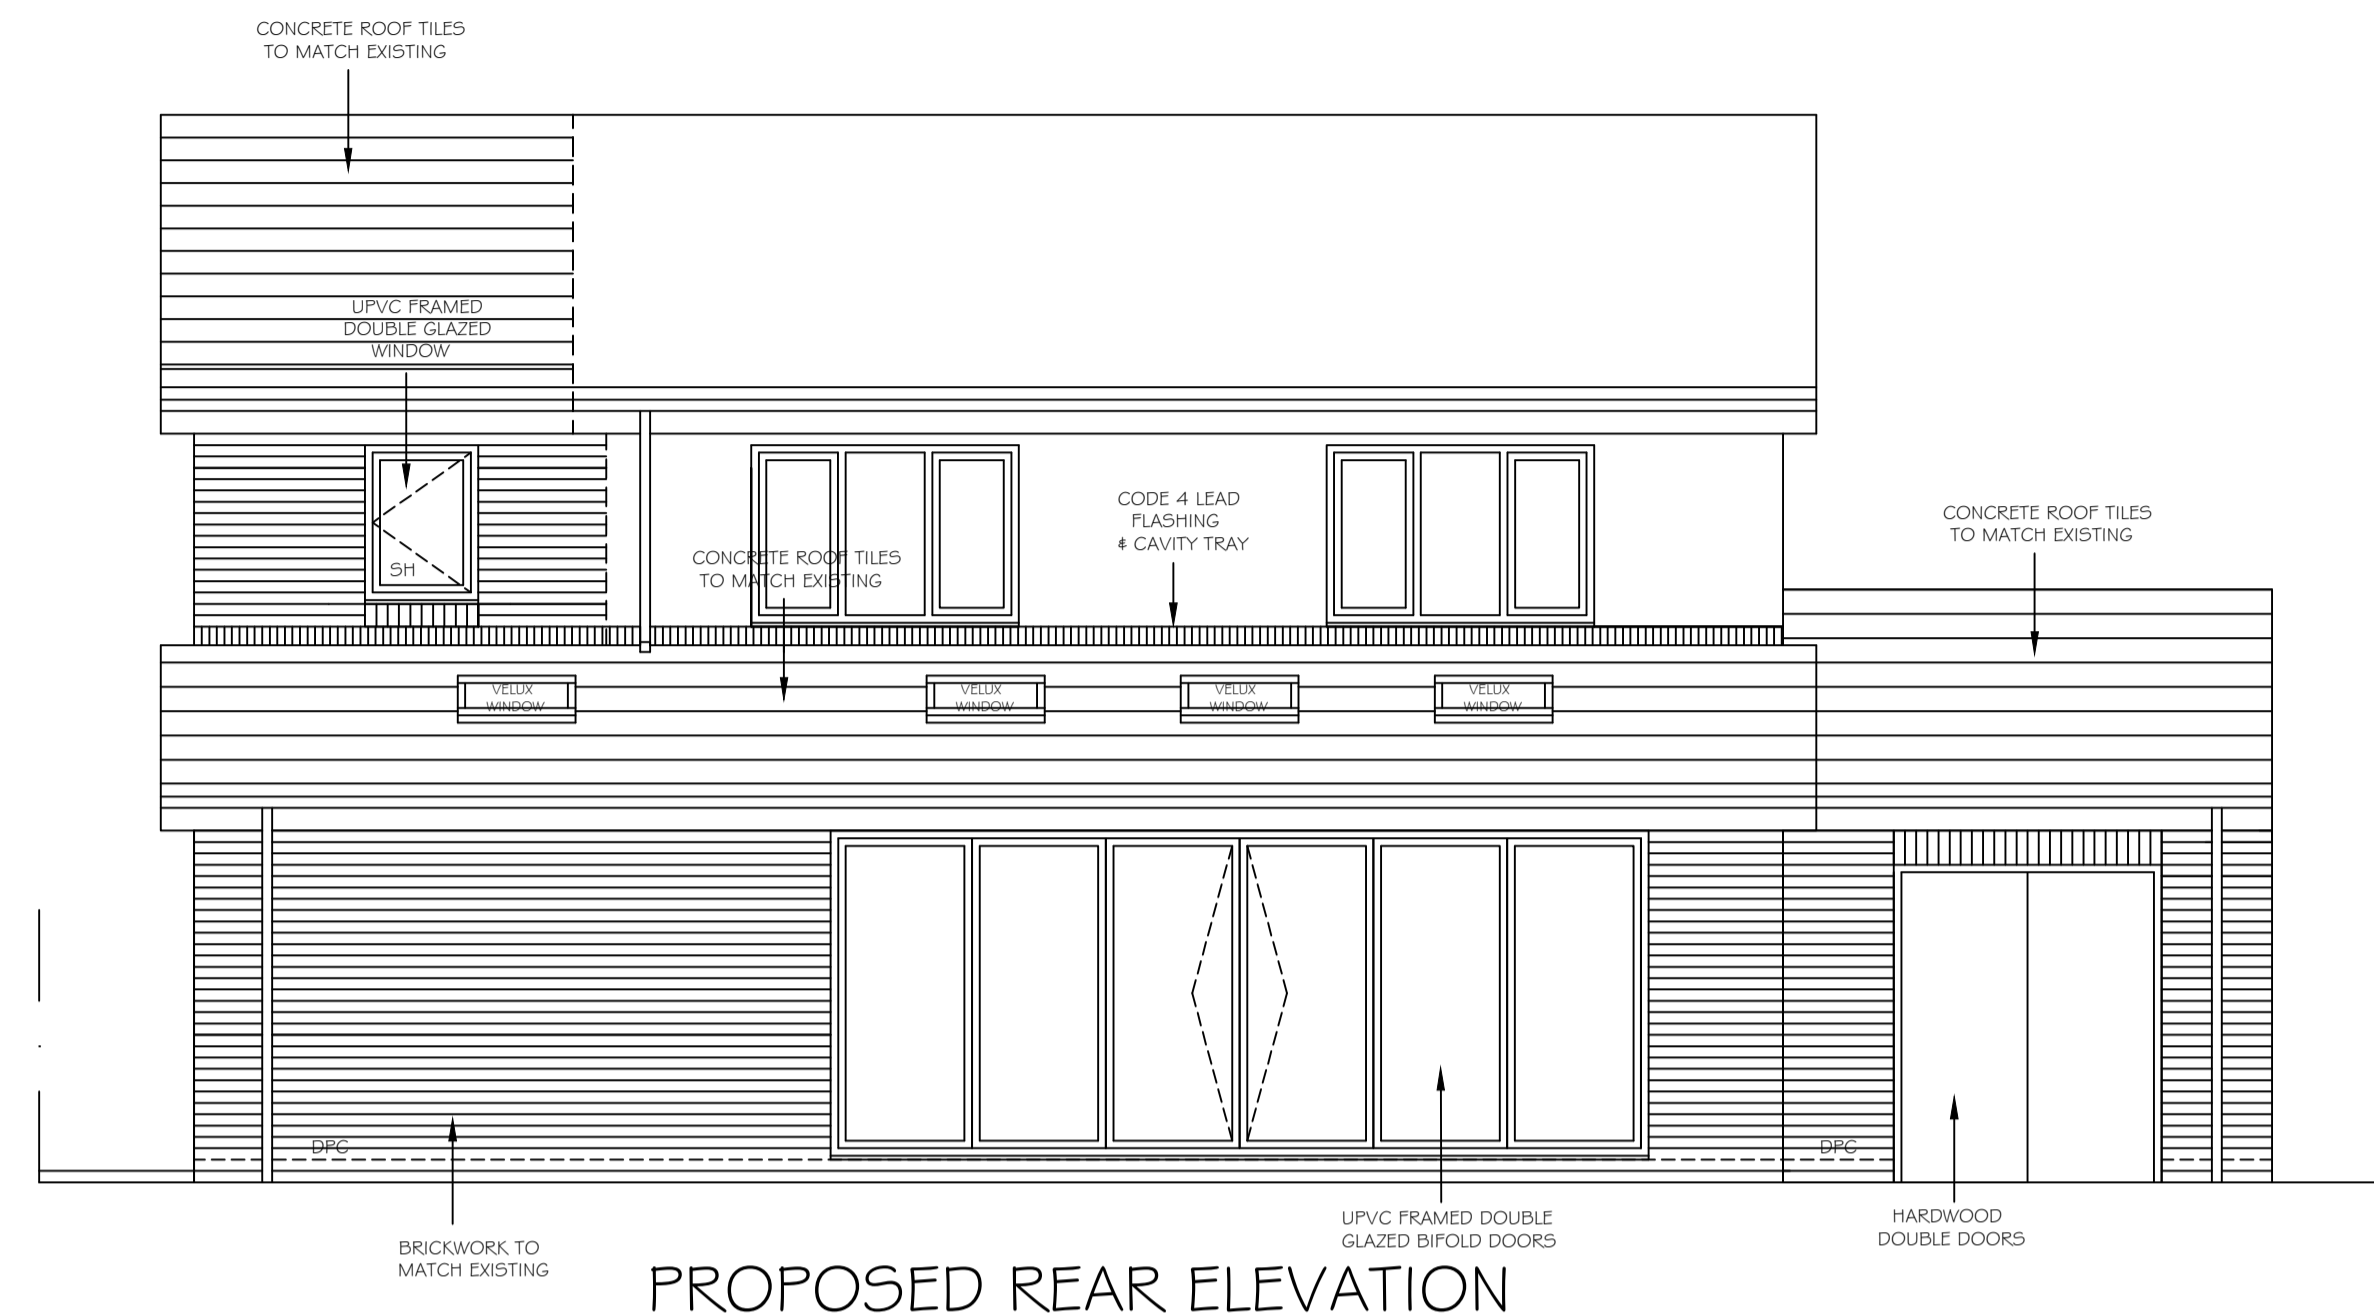 CONCRETE ROOF TILES
TO MATCH EXISTING
UPVC FRAMED
DOUBLE GLAZED
WINDOW
SH
CONCRETE ROOF TILES
TO MATCH EXISTING
CODE 4 LEAD
FLASHING
& CAVITY TRAY
CONCRETE ROOF TILES
TO MATCH EXISTING
VELUX
WINDOW
VELUX
WINDOW
VELUX
WINDOW
VELUX
WINDOW
DPC
DPC
BRICKWORK TO
MATCH EXISTING
UPVC FRAMED DOUBLE
GLAZED BIFOLD DOORS
HARDWOOD
DOUBLE DOORS
PROPOSED REAR ELEVATION